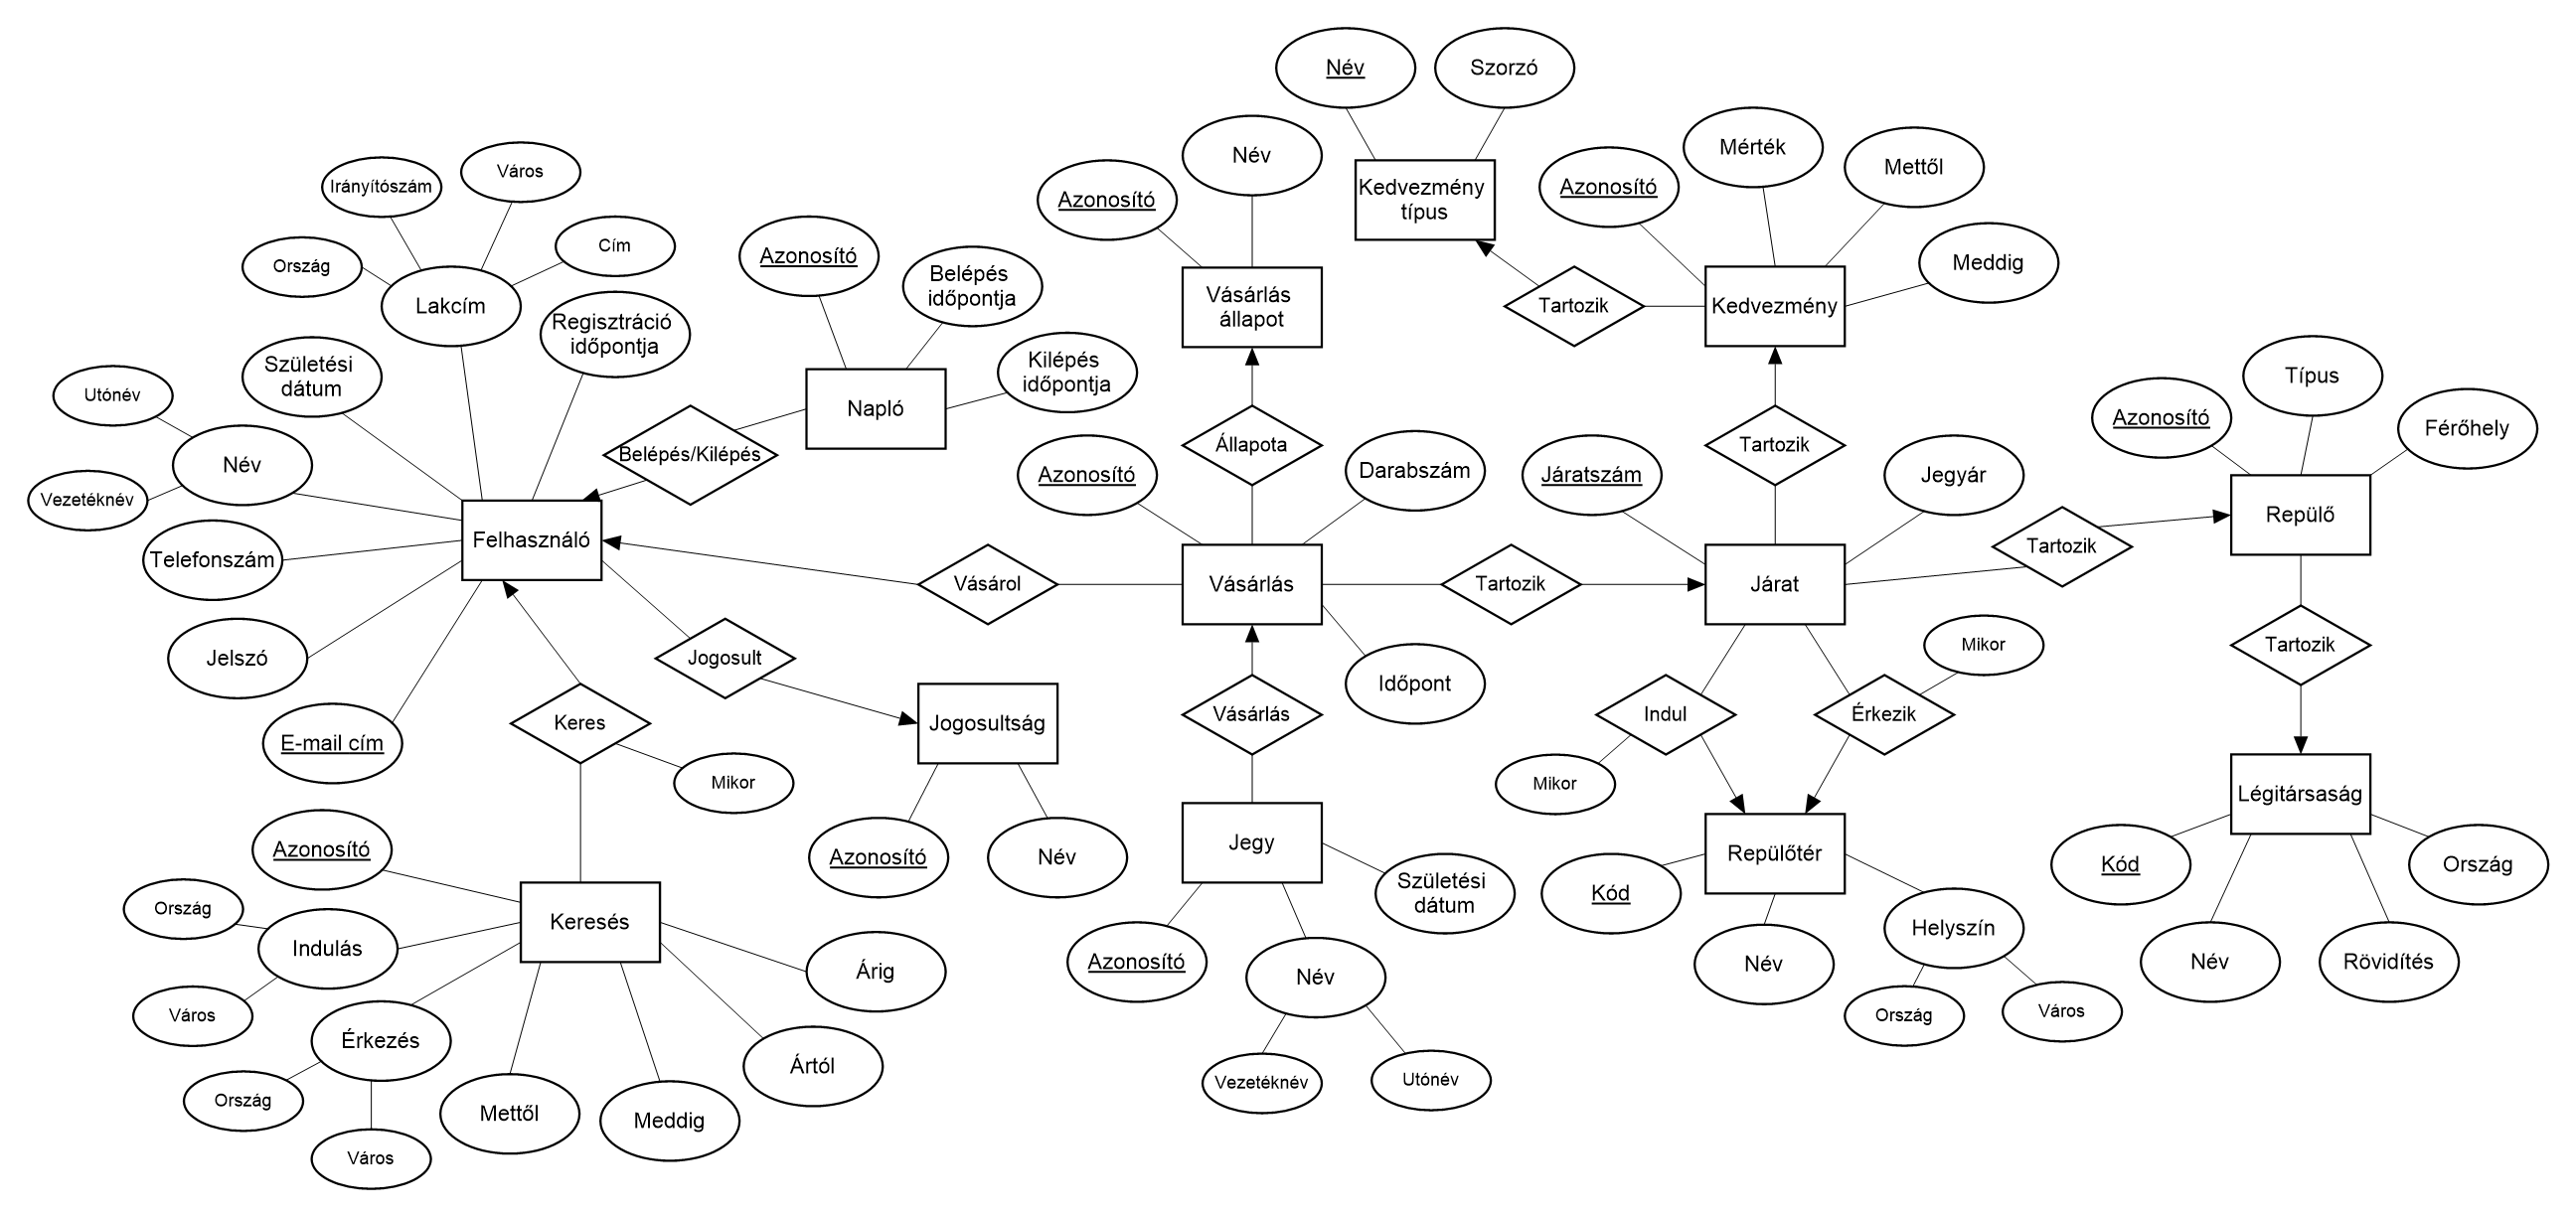 Név
Szorzó
Név
Mérték
Mettől
Azonosító
Azonosító
Kedvezmény
típus
Meddig
Irányítószám
Város
Cím
Ország
Lakcím
Azonosító
Belépés
időpontja
Vásárlás
állapot
Tartozik
Kedvezmény
Regisztráció
időpontja
Születési
dátum
Kilépés
időpontja
Utónév
Név
Vezetéknév
Napló
Belépés/Kilépés
Állapota
Tartozik
Azonosító
Típus
Férőhely
Azonosító
Darabszám
Járatszám
Jegyár
Repülő
Telefonszám
Felhasználó
Vásárol
Vásárlás
Tartozik
Járat
Tartozik
Jelszó
Jogosult
Időpont
Mikor
Tartozik
E-mail cím
Keres
Mikor
Jogosultság
Vásárlás
Indul
Érkezik
Mikor
Légitársaság
Azonosító
Azonosító
Név
Jegy
Születési
dátum
Repülőtér
Kód
Kód
Ország
Ország
Indulás
Város
Keresés
Árig
Azonosító
Név
Név
Helyszín
Ország
Város
Név
Rövidítés
Érkezés
Ország
Város
Mettől
Meddig
Ártól
Vezetéknév
Utónév